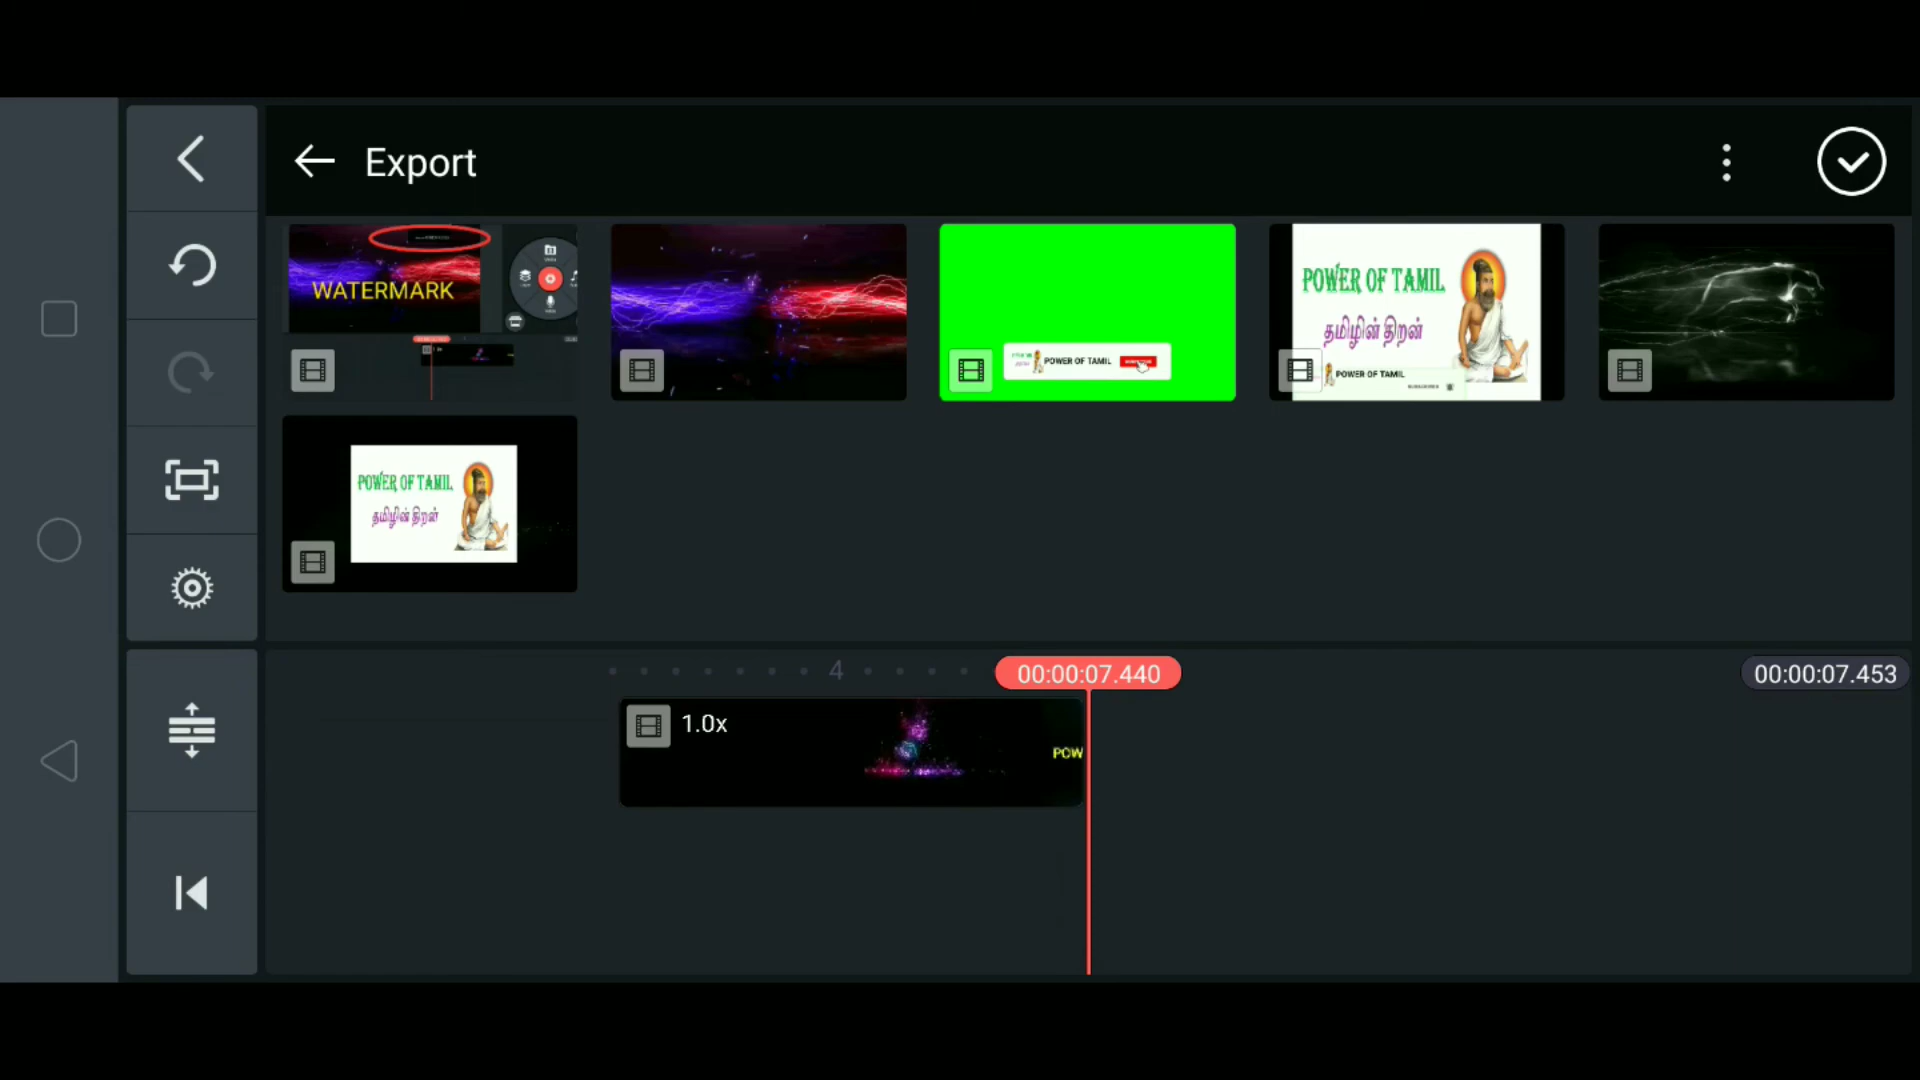 Export
WATERMARK
POWER OF TAMIL
POWER OF TAMIL
தமிழின் திறன்
POWER OF TAMIL
POWER OF TAMIL
தமிழின் திறன்
4
00:00:07.440
00:00:07.453
1.0x
POW